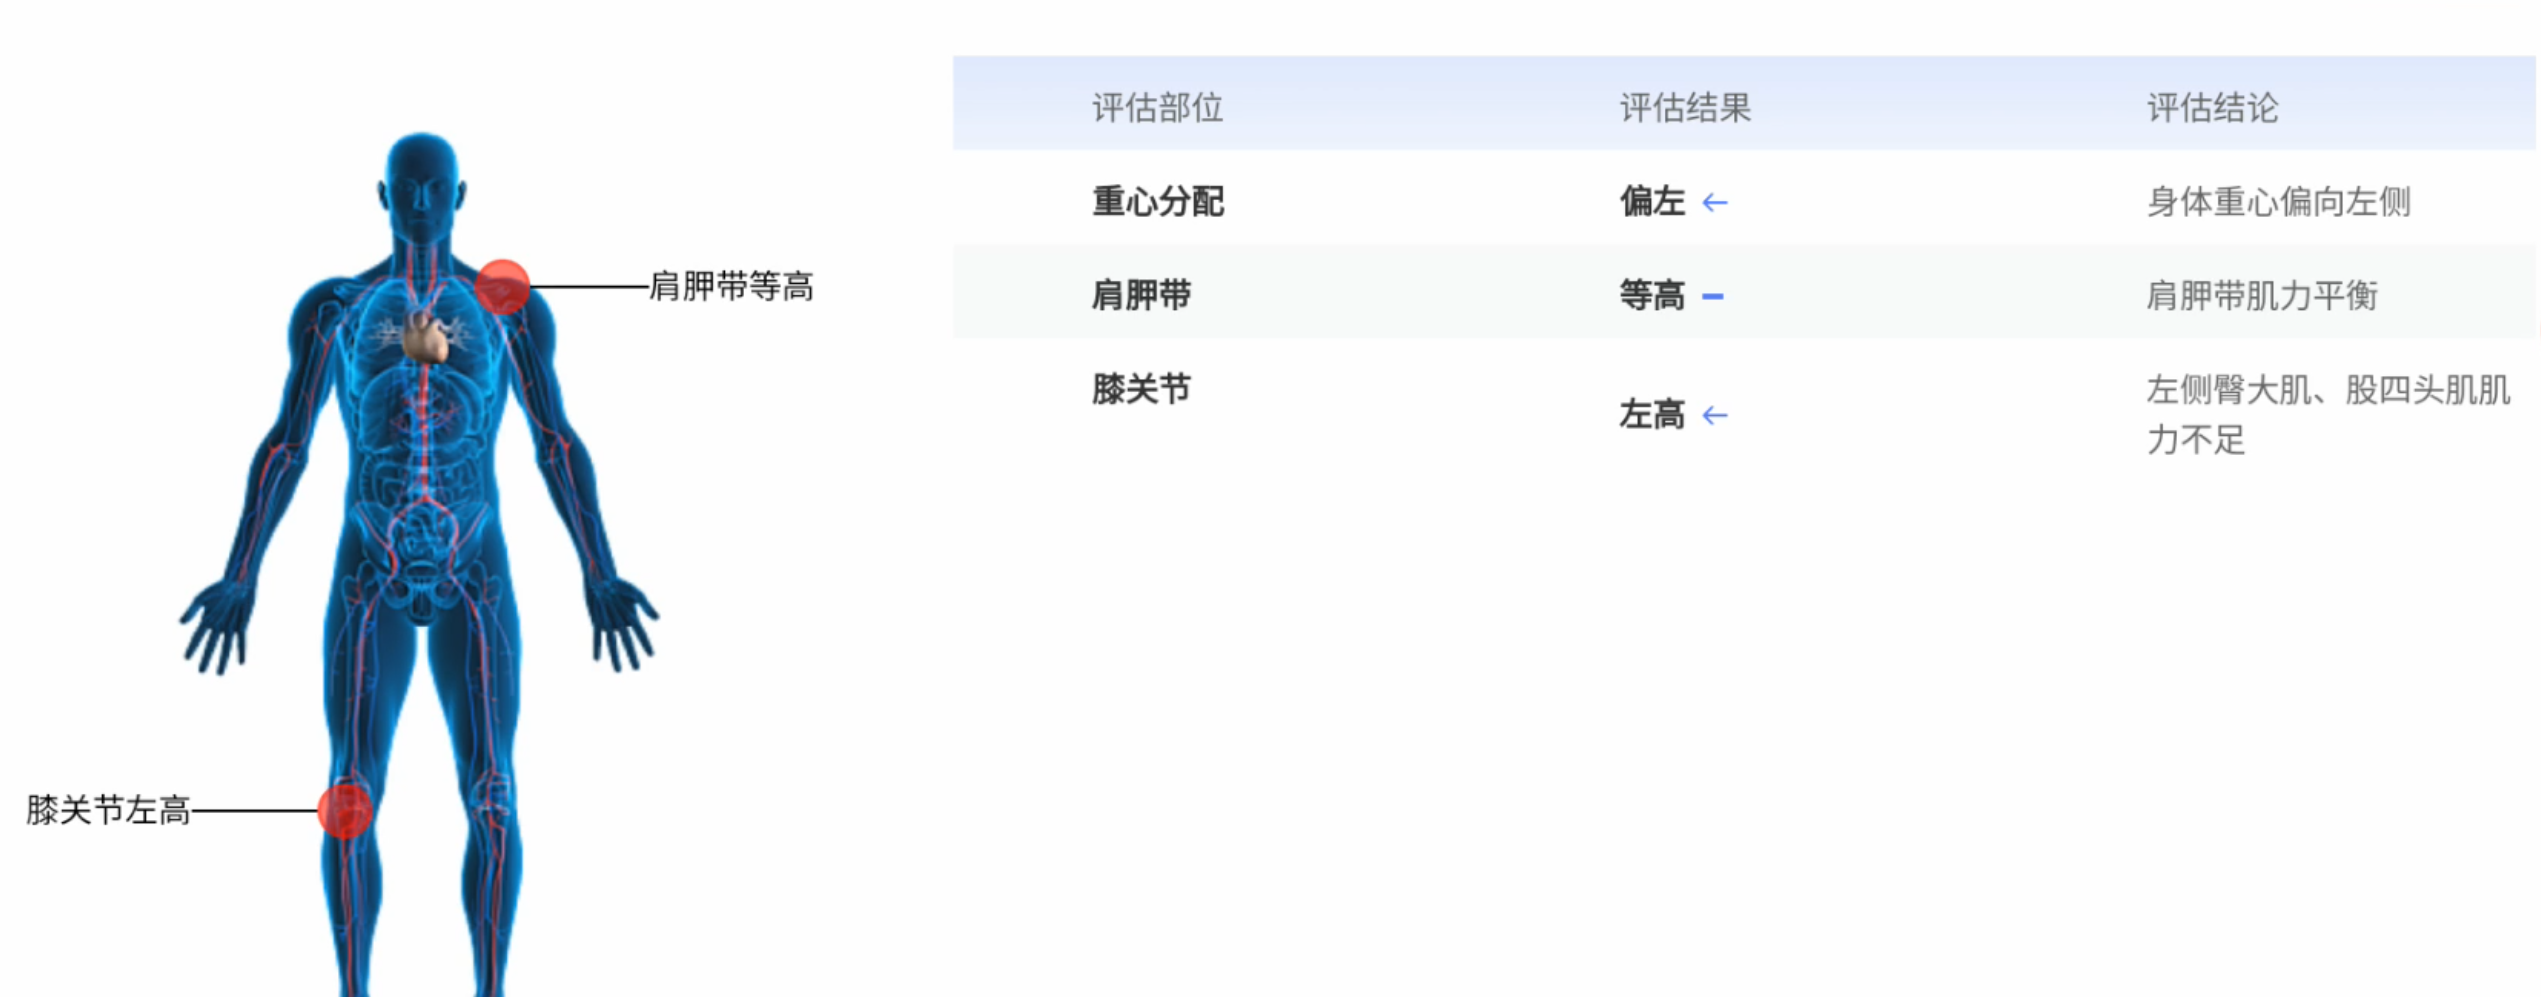 评估部位 评估结果 评估结论
重心分配 偏左 ← 身体重心偏向左侧
肩胛带等高
肩胛带 等高 － 肩胛带肌力平衡
膝关节 左高 ← 左侧臀大肌、股四头肌肌
力不足
膝关节左高